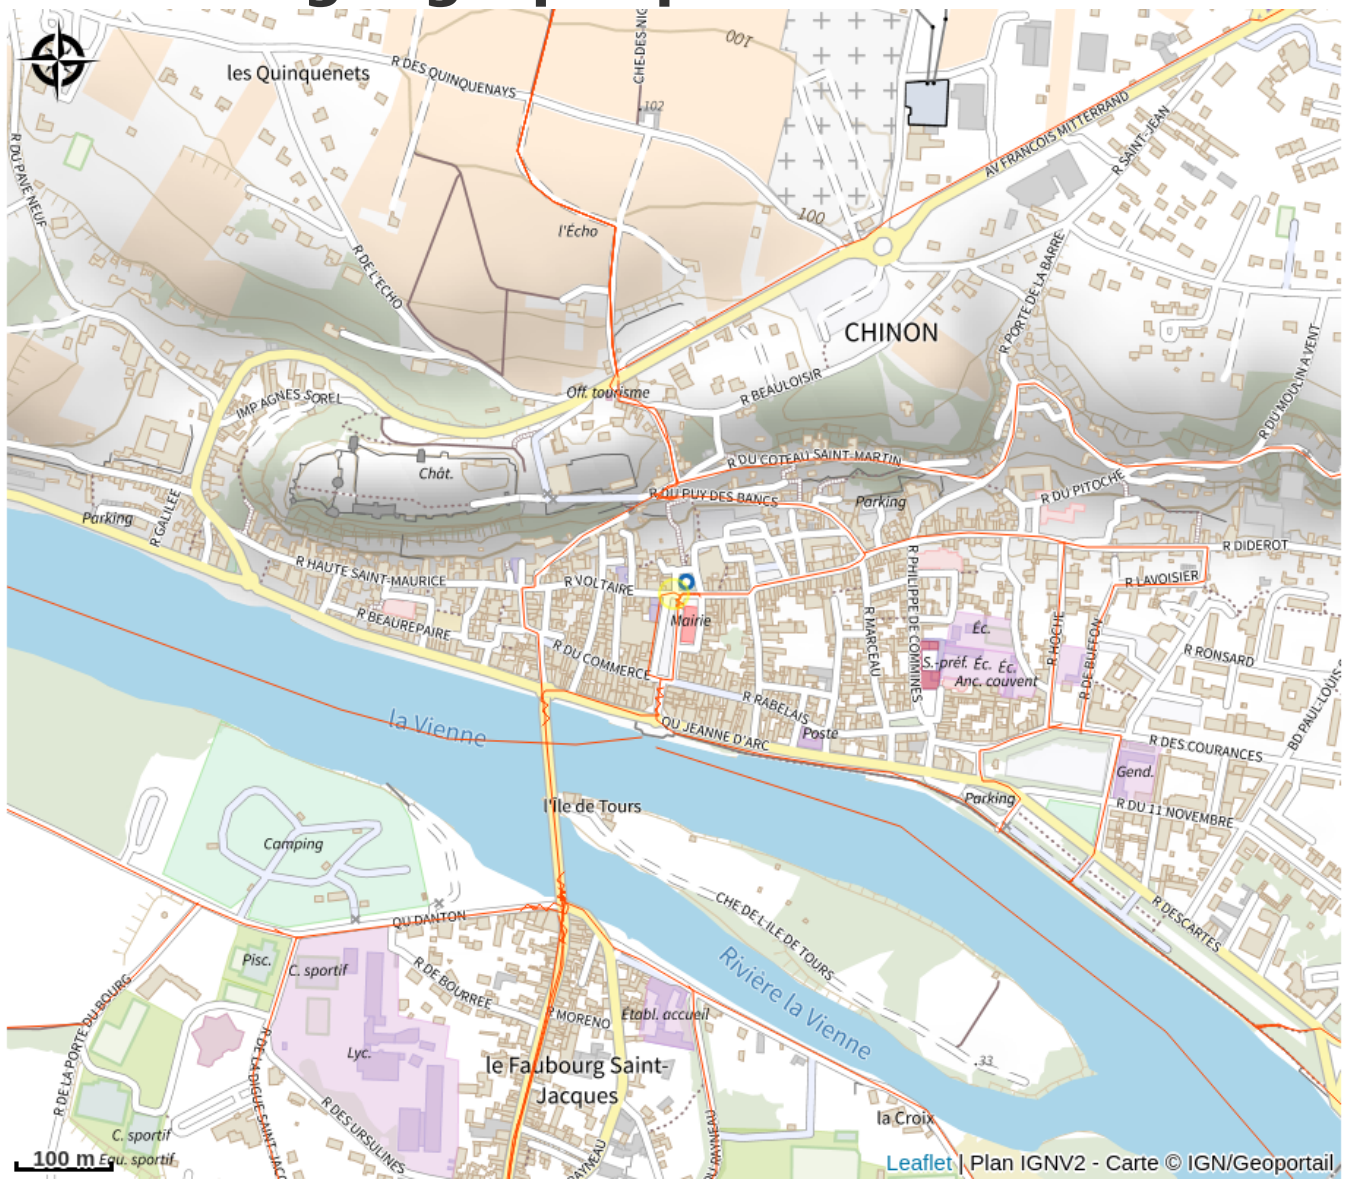 100
CHE DES NIG
les Quinquenets
R DES QUINQUENAYS
102
AV FRANCOIS MITTERRAND
R SAINT-JEAN
R DU PAVE NEUF
100
l'Écho
R DE L'ECHO
R PORTE DE LA BARRE
CHINON
R DU MOULIN A VENT
Off. tourisme
R BEAULOISIR
IMP AGNES SOREL
R DU COTEAU SAINT-MARTIN
Chât.
R DU PUY DES BANCS
Parking
R DU PITOCHE
Parking
R GALILEE
R DIDEROT
R HAUTE SAINT-MAURICE
R VOLTAIRE
R LAVOISIER
R PHILIPPE DE COMMINES
R BEAUREPAIRE
Mairie
R MARCEAU
Éc.
R HOCHE
R DE BUFFON
R RONSARD
R DU COMMERCE
S.-préf.
Éc.
Éc.
Anc. couvent
R RABELAIS
BD PAUL-LOUIS
la Vienne
QU JEANNE D'ARC
Poste
R DES COURANCES
Gend.
l'Île de Tours
Parking
R DU 11 NOVEMBRE
Camping
CHE DE L'ILE DE TOURS
R DESCARTES
QU DANTON
Pisc.
C. sportif
R DE BOURREE
Rivière la Vienne
R DE LA PORTE DU BOURG
R MORENO
Établ. accueil
Lyc.
R DE LA DIGUE SAINT-JACQ
le Faubourg Saint-
Jacques
33
R DES URSULINES
la Croix
C. sportif
Equ. sportif
100 m
Leaflet | Plan IGNV2 - Carte © IGN/Geoportail